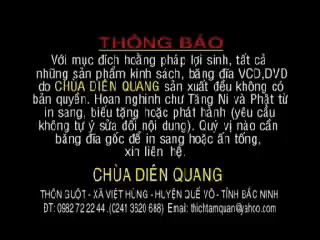 THÔNG BÁO
Với mục đích hoằng pháp lợi sinh, tất cả
những sản phẩm kinh sách, băng đĩa VCD,DVD
do CHÙA DIÊN QUANG sản xuất đều không có
bản quyền. Hoan nghinh chư Tăng Ni và Phật tử
in sang, biếu tặng hoặc phát hành (yêu cầu
không tự ý sửa đổi nội dung). Quý vị nào cần
băng đĩa gốc để in sang hoặc ấn tống,
xin liên hệ.
CHÙA DIÊN QUANG
THÔN GUỘT - XÃ VIỆT HÙNG - HUYỆN QUẾ VÕ - TỈNH BẮC NINH
ĐT: 0982 72 22 44 .(0241 3620 688) Email: thichtamquan@yahoo.com